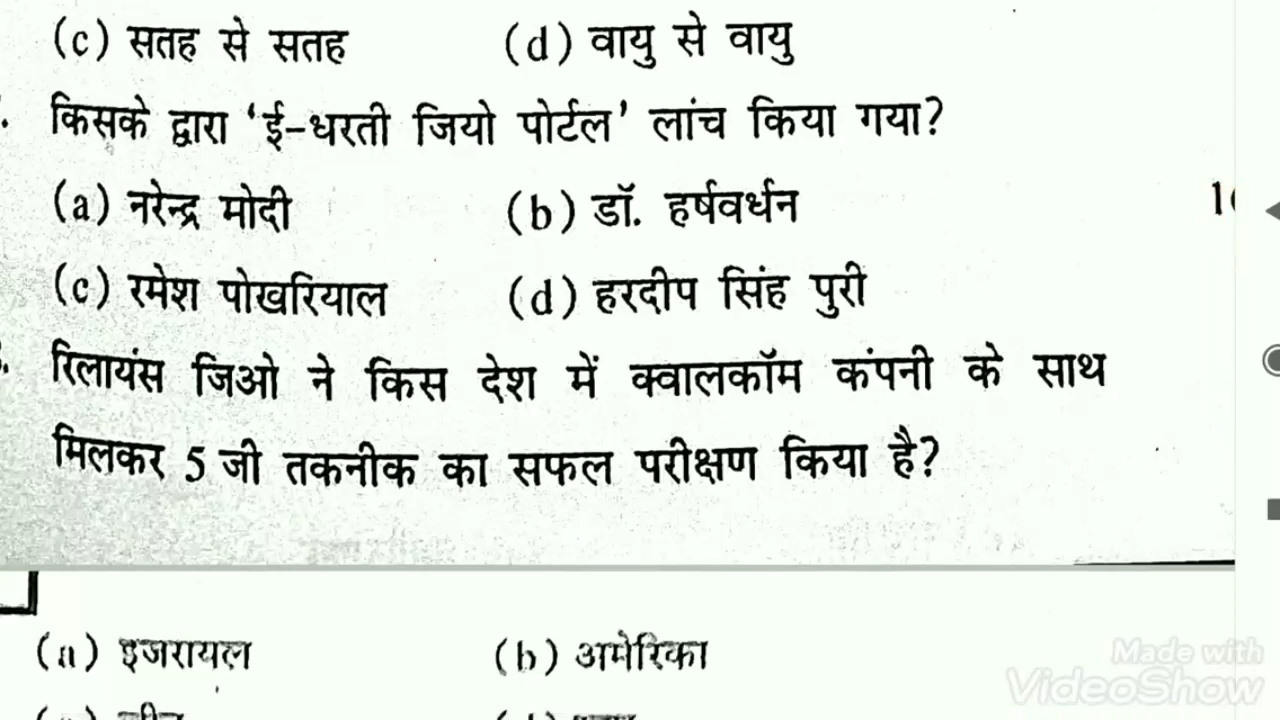 (c) सतह से सतह (d) वायु से वायु
किसके द्वारा 'ई-धरती जियो पोर्टल' लांच किया गया?
(a) नरेन्द्र मोदी (b) डॉ. हर्षवर्धन
(c) रमेश पोखरियाल (d) हरदीप सिंह पुरी
रिलायंस जिओ ने किस देश में क्वालकॉम कंपनी के साथ
मिलकर 5 जी तकनीक का सफल परीक्षण किया है?
(a) इजरायल (b) अमेरिका
Made with
VideoShow